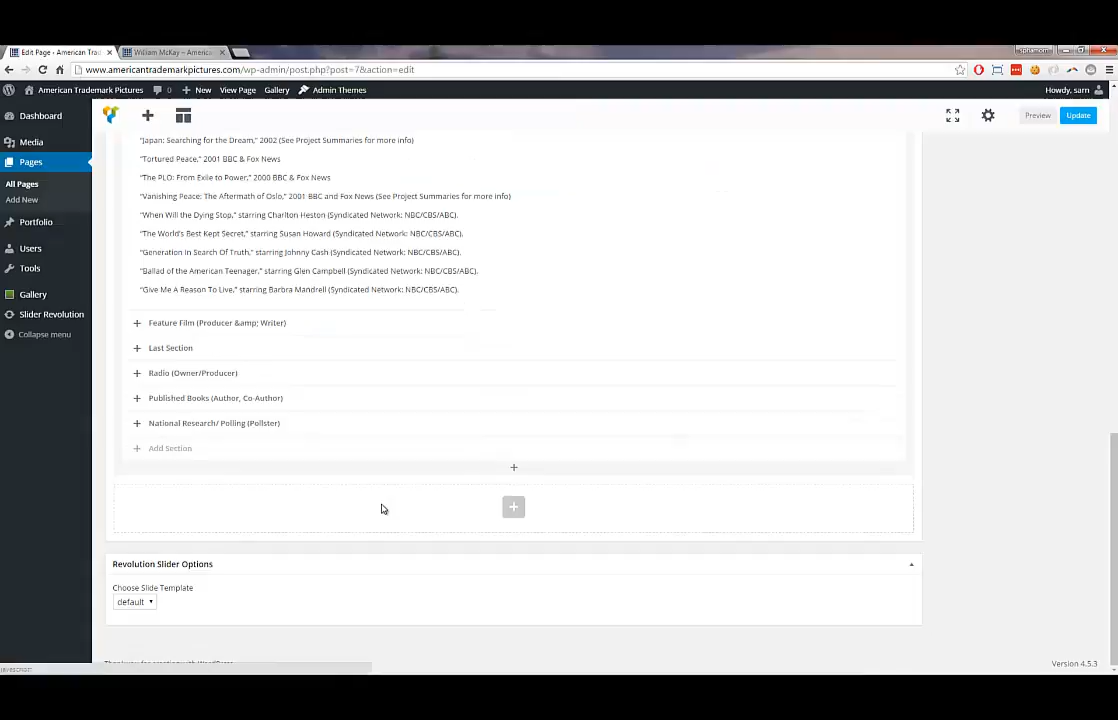 Edit Page ‹ American Trad
William McKay – America
www.americantrademarkpictures.com/wp-admin/post.php?post=7&action=edit
American Trademark Pictures
0
New
View Page
Gallery
Admin Themes
Howdy, sarn
Dashboard
Media
Pages
All Pages
Add New
Portfolio
Users
Tools
Gallery
Slider Revolution
Collapse menu
Preview
Update
"Japan: Searching for the Dream," 2002 (See Project Summaries for more info)
"Tortured Peace," 2001 BBC & Fox News
"The PLO: From Exile to Power," 2000 BBC & Fox News
"Vanishing Peace: The Aftermath of Oslo," 2001 BBC and Fox News (See Project Summaries for more info)
"When Will the Dying Stop," starring Charlton Heston (Syndicated Network: NBC/CBS/ABC).
"The World's Best Kept Secret," starring Susan Howard (Syndicated Network: NBC/CBS/ABC).
"Generation in Search Of Truth," starring Johnny Cash (Syndicated Network: NBC/CBS/ABC).
"Ballad of the American Teenager," starring Glen Campbell (Syndicated Network: NBC/CBS/ABC).
"Give Me A Reason To Live," starring Barbra Mandrell (Syndicated Network: NBC/CBS/ABC).
Feature Film (Producer &amp; Writer)
Last Section
Radio (Owner/Producer)
Published Books (Author, Co-Author)
National Research/ Polling (Pollster)
Add Section
Revolution Slider Options
Choose Slide Template
default
Version 4.5.3